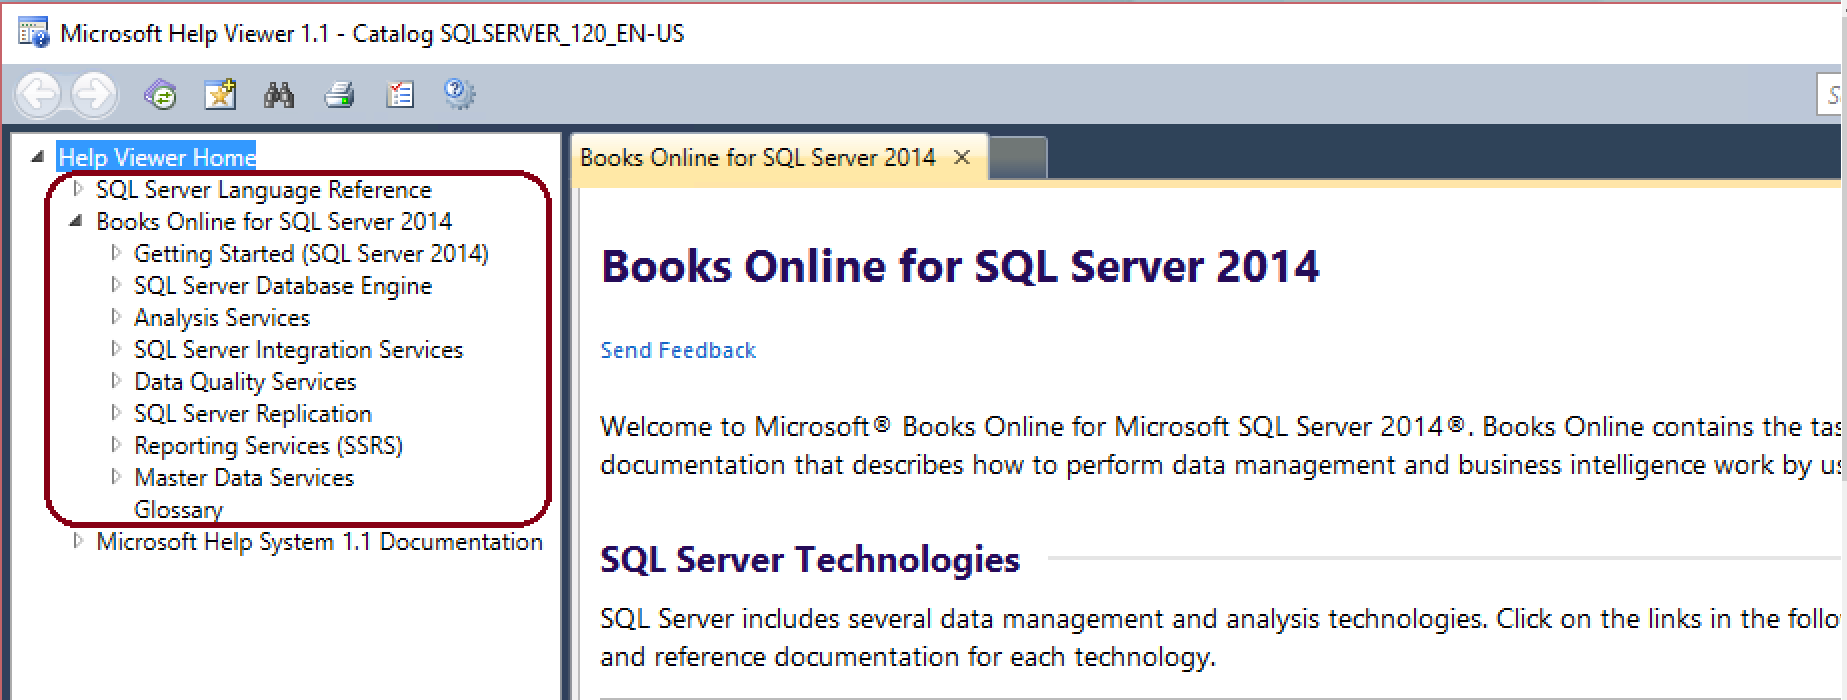 Microsoft Help Viewer 1.1 - Catalog SQLSERVER_120_EN-US
Help Viewer Home
SQL Server Language Reference
Books Online for SQL Server 2014
Getting Started (SQL Server 2014)
SQL Server Database Engine
Analysis Services
SQL Server Integration Services
Data Quality Services
SQL Server Replication
Reporting Services (SSRS)
Master Data Services
Glossary
Microsoft Help System 1.1 Documentation
Books Online for SQL Server 2014
Books Online for SQL Server 2014
Send Feedback
Welcome to Microsoft® Books Online for Microsoft SQL Server 2014®. Books Online contains the
documentation that describes how to perform data management and business intelligence work by
SQL Server Technologies
SQL Server includes several data management and analysis technologies. Click on the links in the
and reference documentation for each technology.